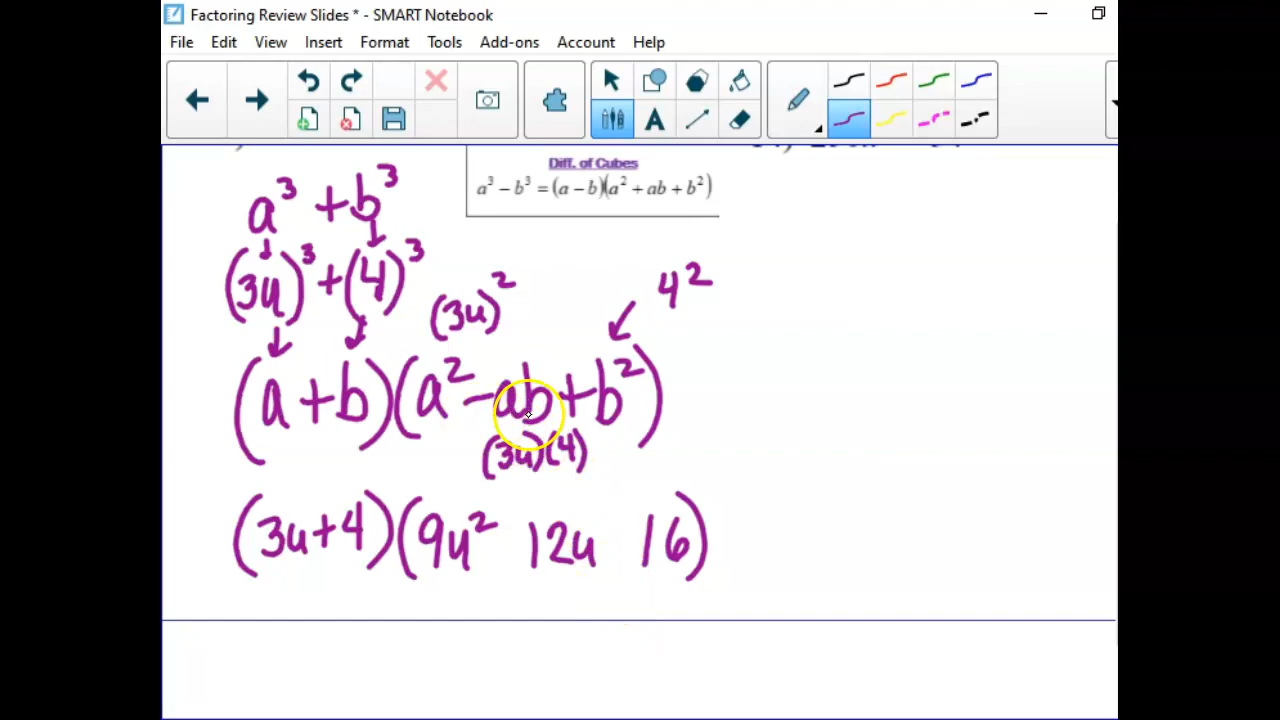 Factoring Review Slides * - SMART Notebook
File Edit View Insert Format Tools Add-ons Account Help
A
Diff. of Cubes
a³ − b³ = (a − b)(a² + ab + b²)
a³ + b³
(3u)³ + (4)³
(3u)² 4²
(a + b)(a² − ab + b²)
(3u)(4)
(3u + 4)(9u² 12u 16)